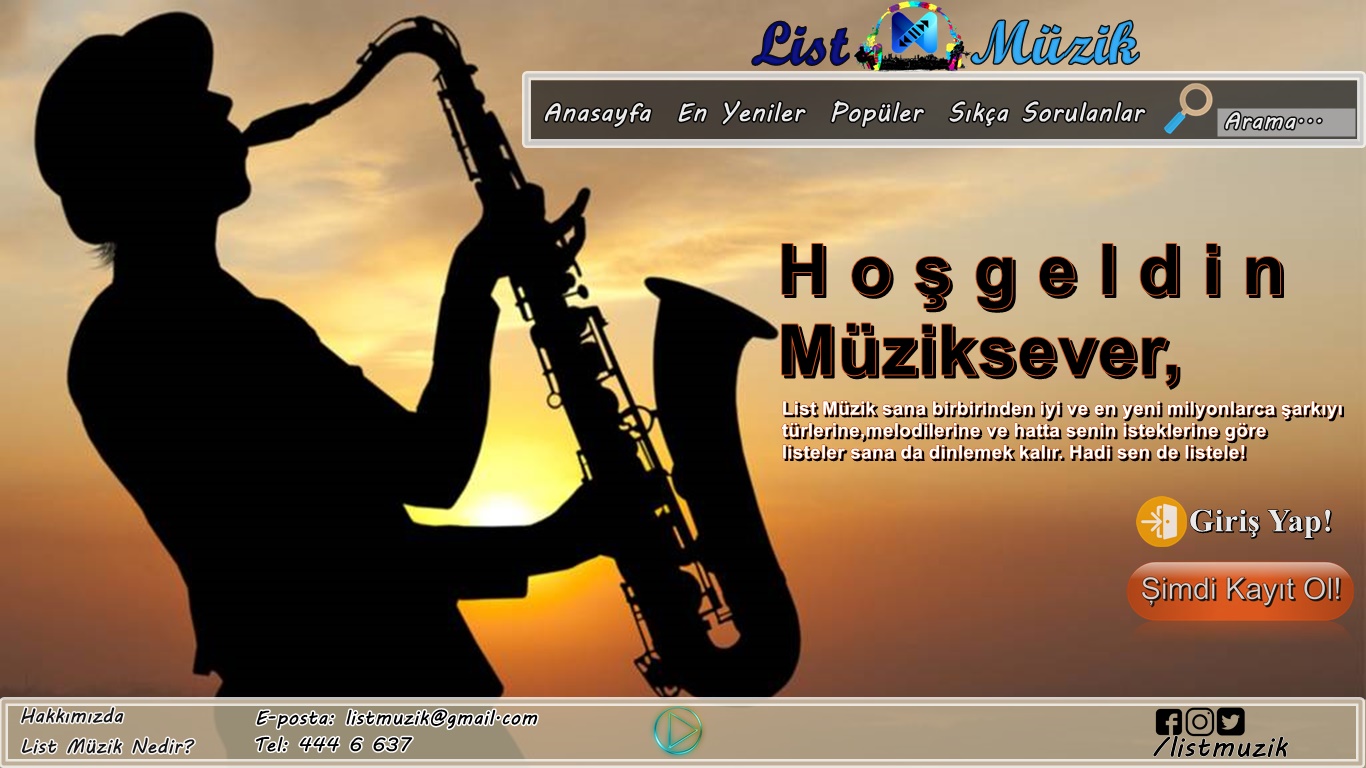 List Müzik
Anasayfa En Yeniler Popüler Sıkça Sorulanlar Arama...
Hoşgeldin
Müziksever,
List Müzik sana birbirinden iyi ve en yeni milyonlarca şarkıyı
türlerine,melodilerine ve hatta senin isteklerine göre
listeler sana da dinlemek kalır. Hadi sen de listele!
Giriş Yap!
Şimdi Kayıt Ol!
Hakkımızda
List Müzik Nedir?
E-posta: listmuzik@gmail.com
Tel: 444 6 637
/listmuzik